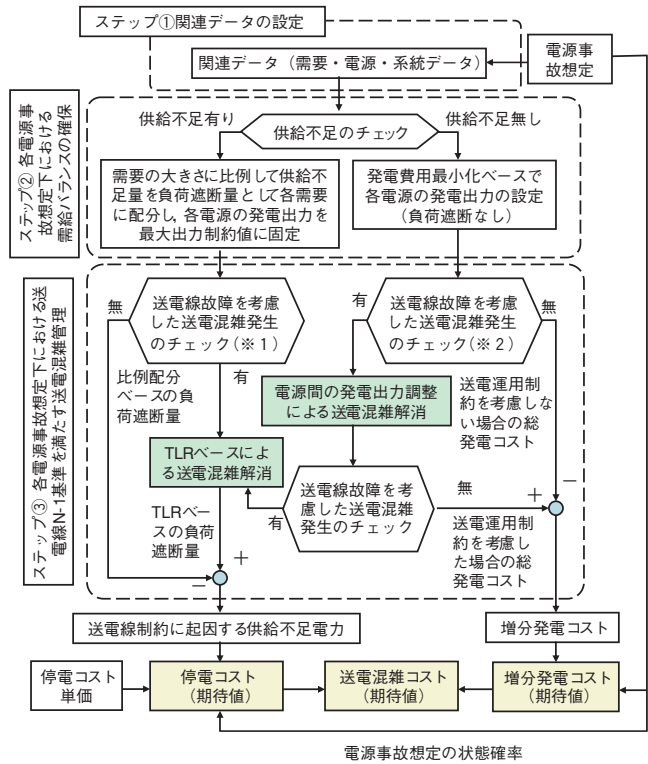 ステップ①関連データの設定
関連データ（需要・電源・系統データ）
電源事
故想定
ステップ② 各電源事
故想定下における
需給バランスの確保
供給不足有り
供給不足のチェック
供給不足無し
需要の大きさに比例して供給不
足量を負荷遮断量として各需要
に配分し、各電源の発電出力を
最大出力制約値に固定
発電費用最小化ベースで
各電源の発電出力の設定
（負荷遮断なし）
ステップ③ 各電源事故想定下における送
電線N-1基準を満たす送電混雑管理
無
送電線故障を考慮
した送電混雑発生
のチェック（※１）
有
送電線故障を考慮
した送電混雑発生
のチェック（※２）
無
比例配分
ベースの負
荷遮断量
有
電源間の発電出力調整
による送電混雑解消
送電運用制
約を考慮しな
い場合の総
発電コスト
TLRベースによ
る送電混雑解消
送電線故障を考
慮した送電混雑
発生のチェック
有
無
＋
－
TLRベー
スの負荷
遮断量
送電運用制
約を考慮し
た場合の総
発電コスト
＋
－
送電線制約に起因する供給不足電力
増分発電コスト
停電コスト
単価
停電コスト
（期待値）
送電混雑コスト
（期待値）
増分発電コスト
（期待値）
電源事故想定の状態確率